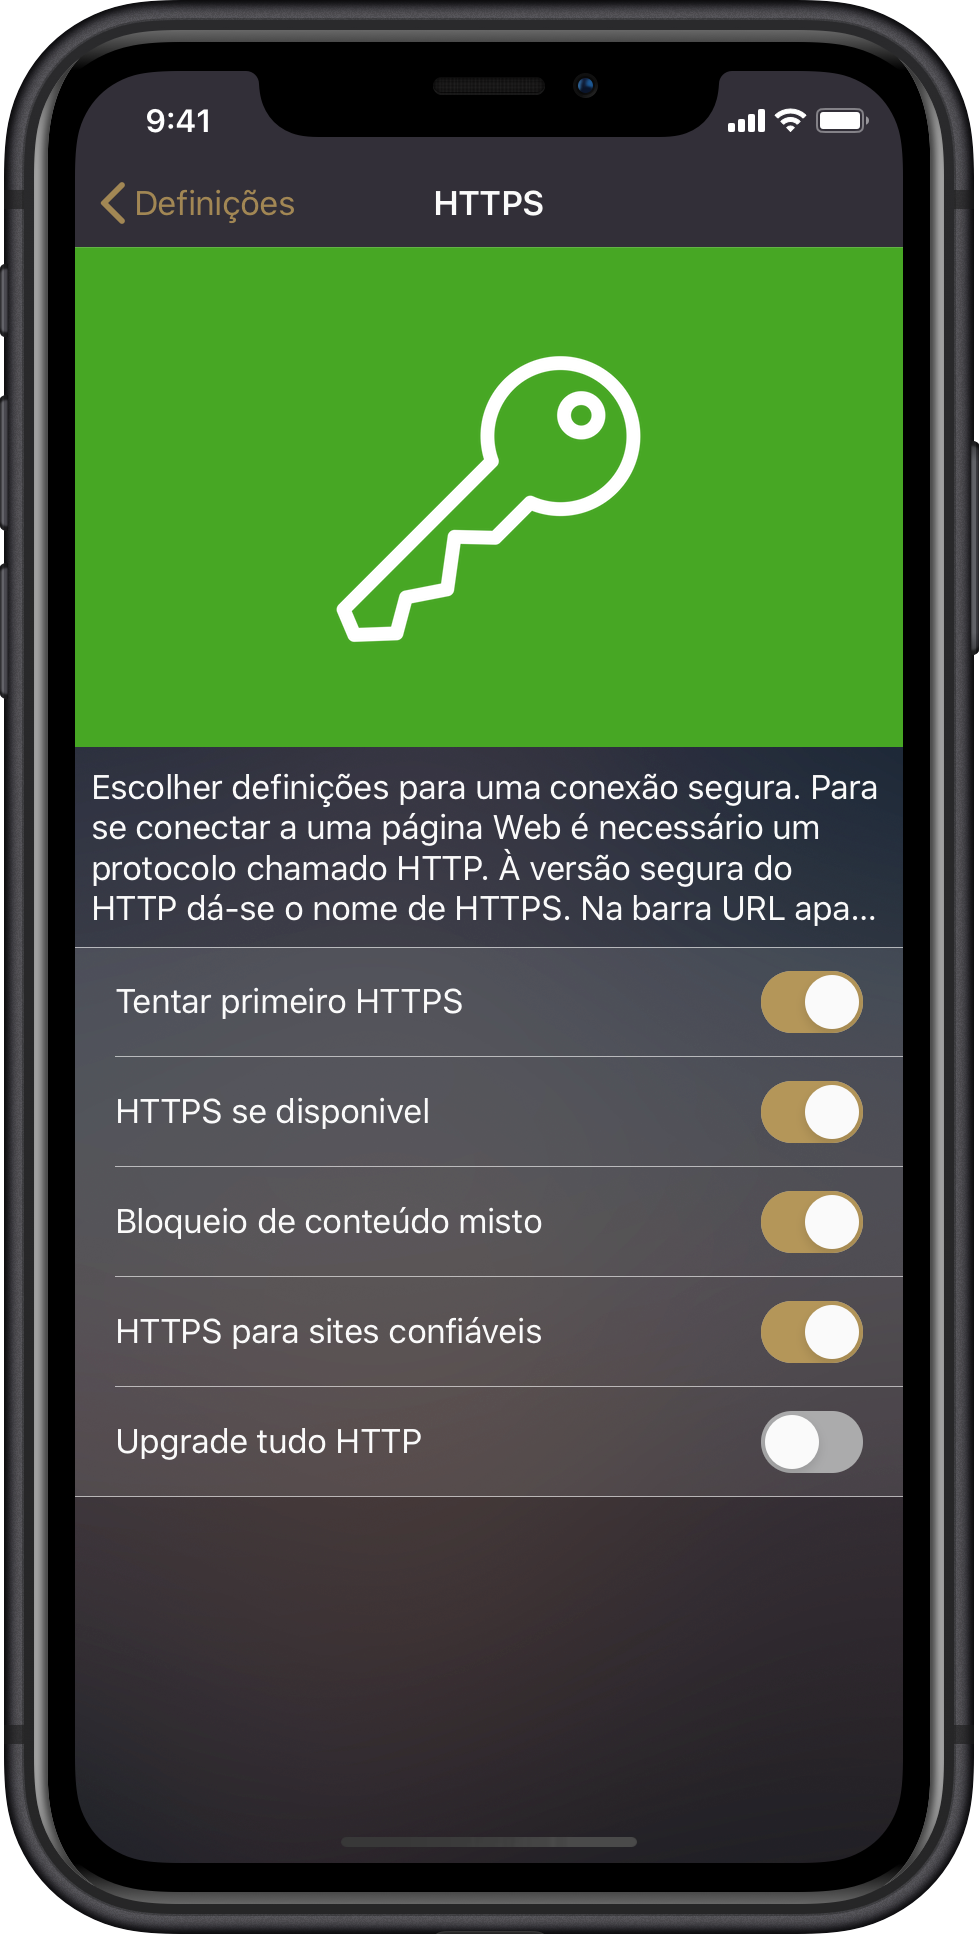 9:41
Definições
HTTPS
Escolher definições para uma conexão segura. Para
se conectar a uma página Web é necessário um
protocolo chamado HTTP. À versão segura do
HTTP dá-se o nome de HTTPS. Na barra URL apa...
Tentar primeiro HTTPS
HTTPS se disponivel
Bloqueio de conteúdo misto
HTTPS para sites confiáveis
Upgrade tudo HTTP